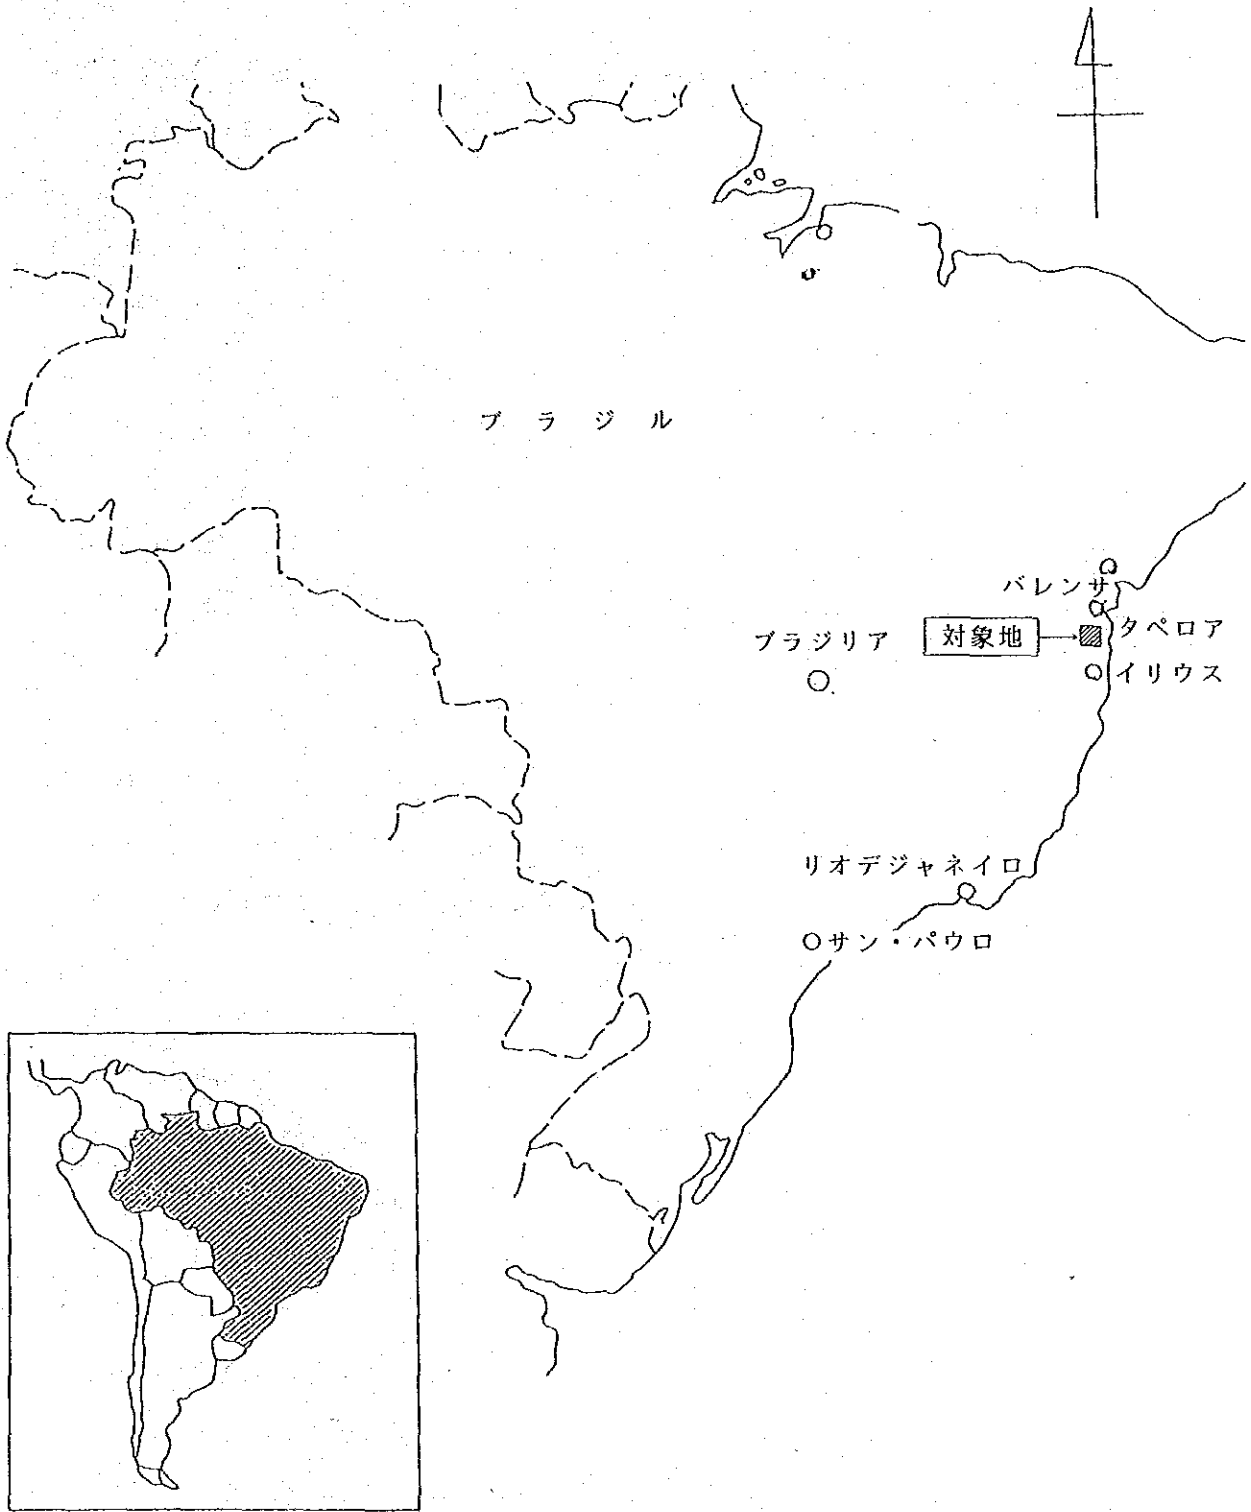 ブラジル
バレンサ
タペロア
対象地
ブラジリア
イリウス
リオデジャネイロ
サン・パウロ